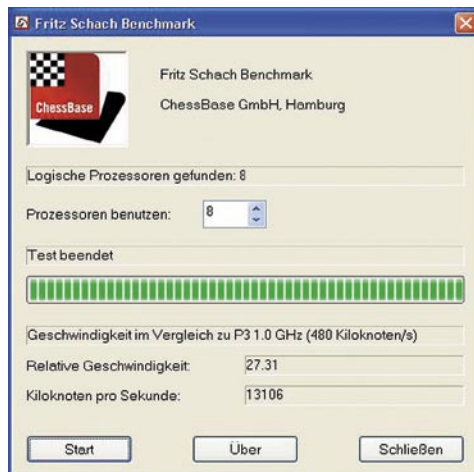 Fritz Schach Benchmark
ChessBase
Fritz Schach Benchmark
ChessBase GmbH, Hamburg
Logische Prozessoren gefunden: 8
Prozessoren benutzen: 8
Test beendet
Geschwindigkeit im Vergleich zu P3 1.0 GHz (480 Kiloknoten/s)
Relative Geschwindigkeit: 27.31
Kiloknoten pro Sekunde: 13106
Start Über Schließen